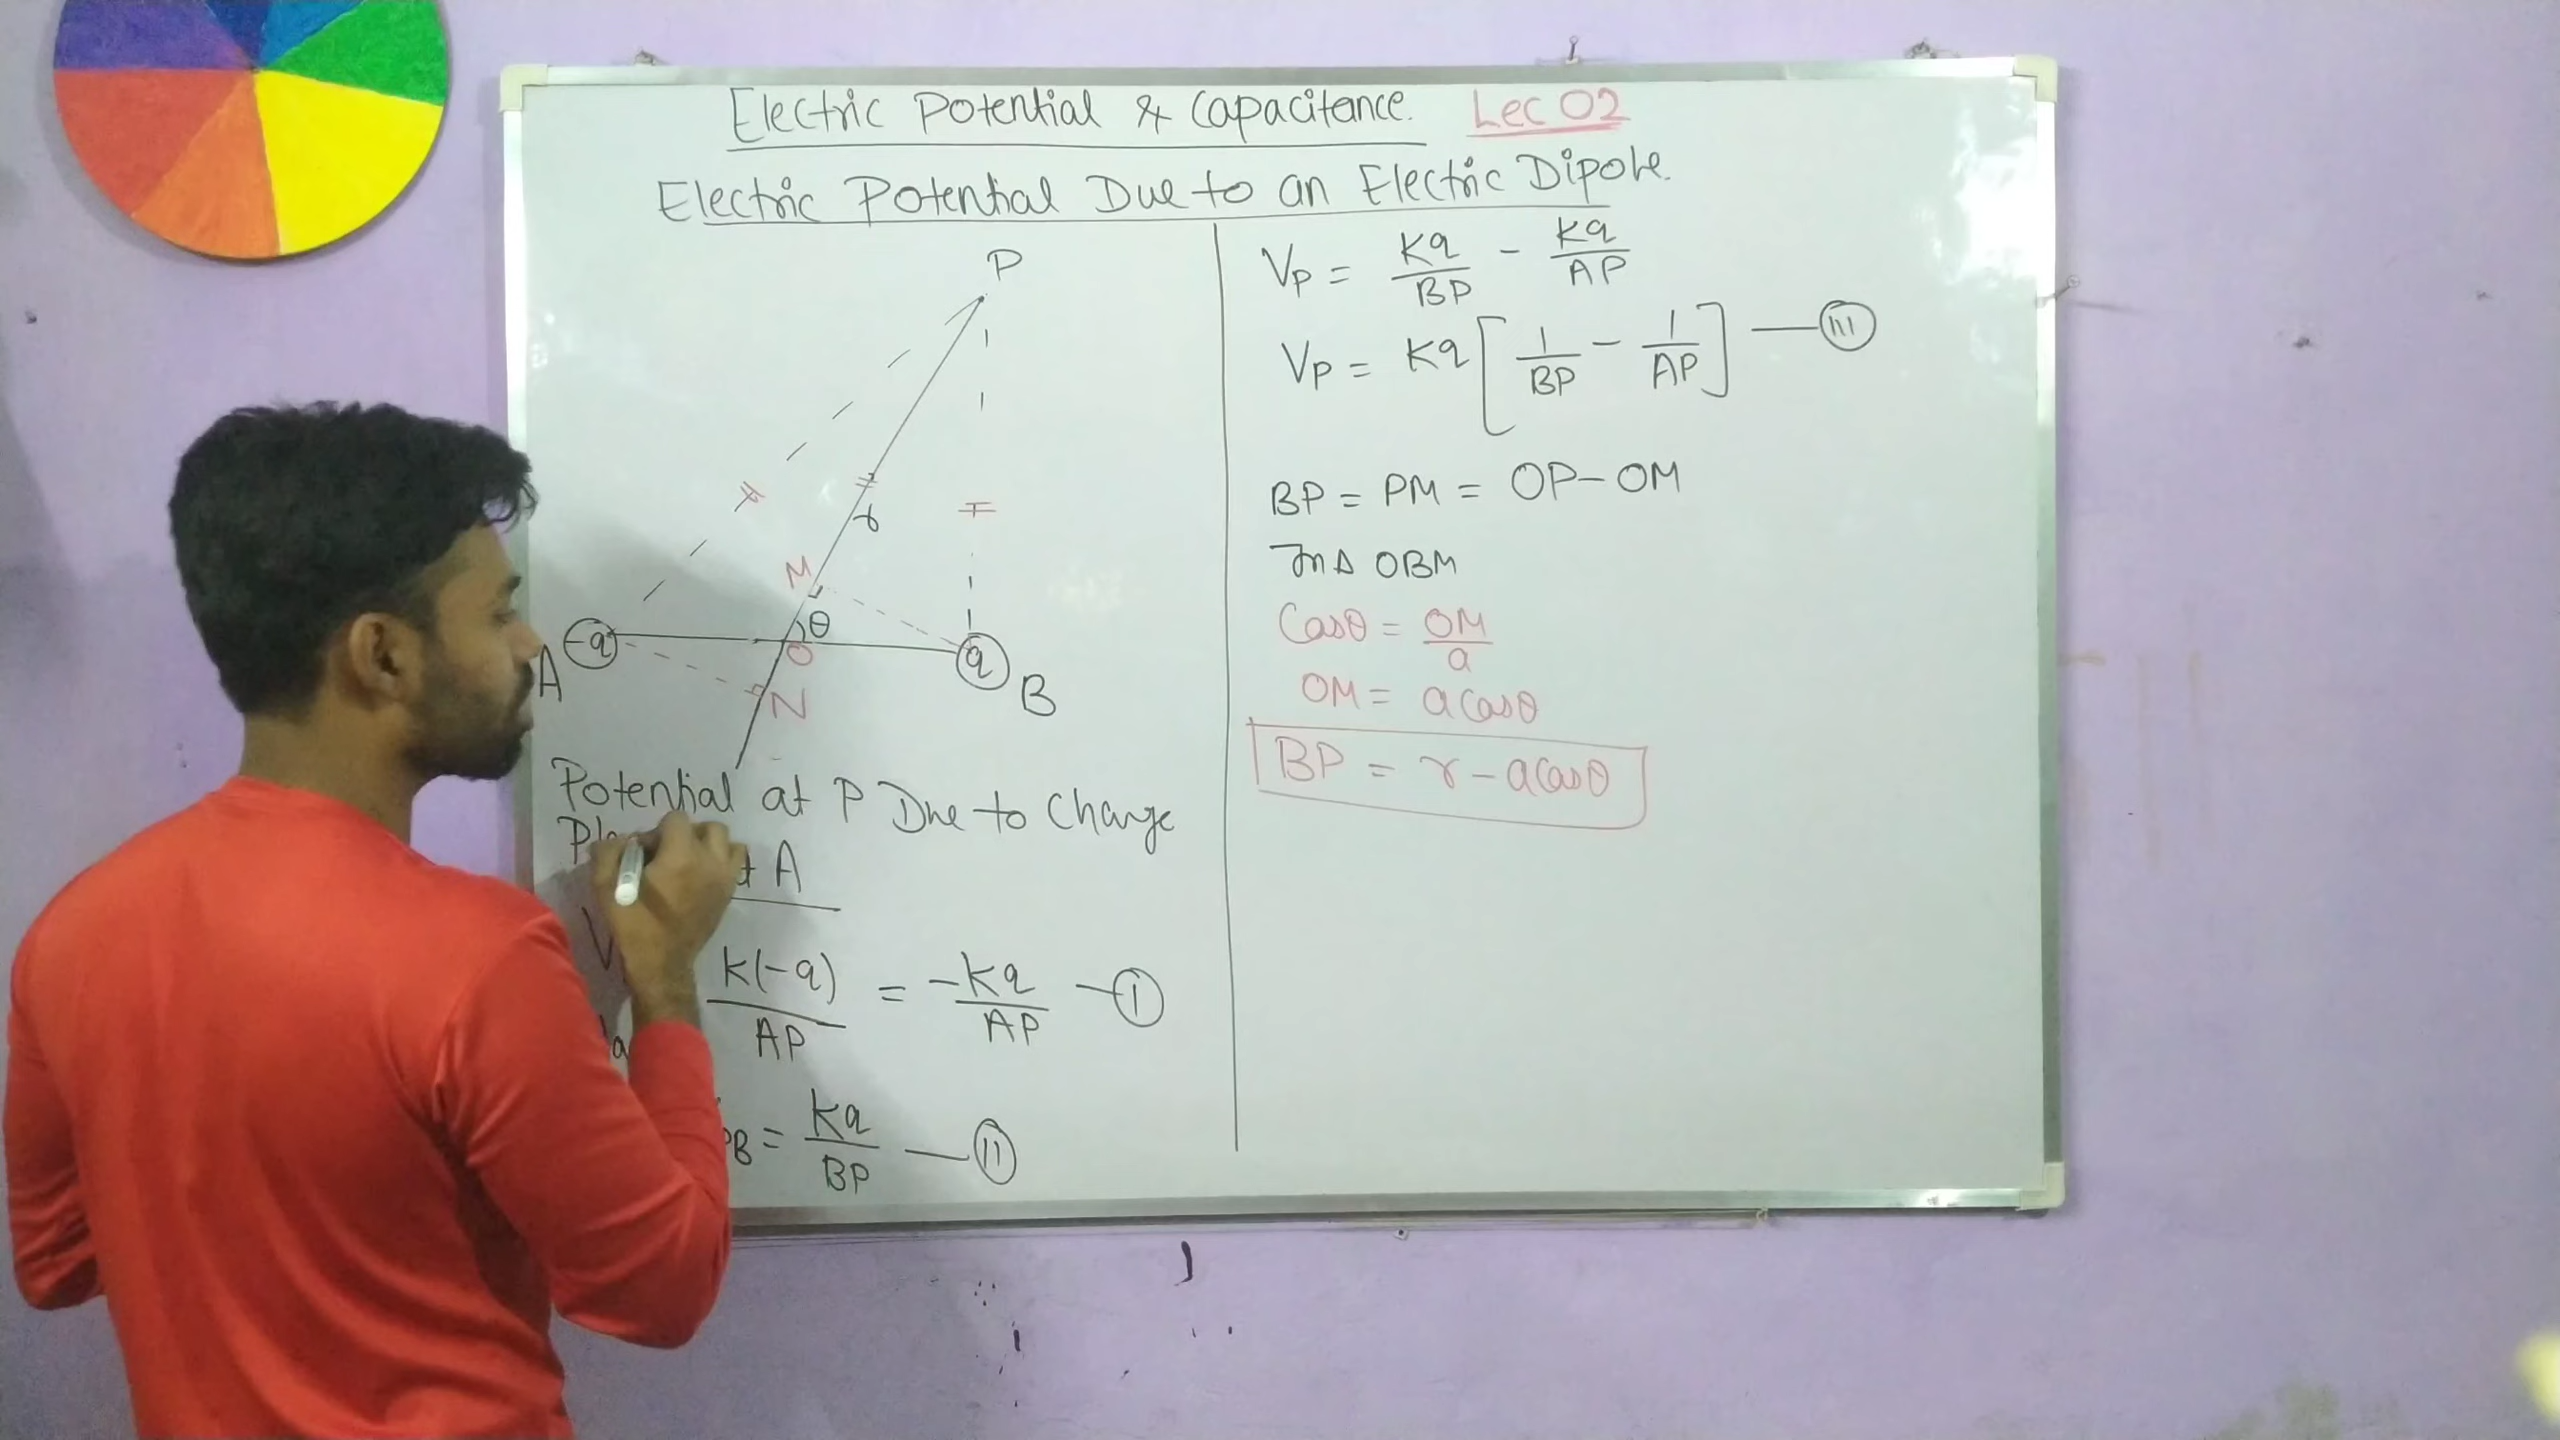 Electric Potential & Capacitance. Lec 02
Electric Potential Due to an Electric Dipole.
P
r
M
θ
-q
O
q
A
N
B
Potential at P Due to Charge
A
K(-q)/AP = -Kq/AP — I
PB = Kq/BP — II
Vp = Kq/BP - Kq/AP
Vp = Kq [1/BP - 1/AP] — III
BP = PM = OP - OM
In Δ OBM
Cosθ = OM/a
OM = a Cosθ
BP = r - a Cosθ